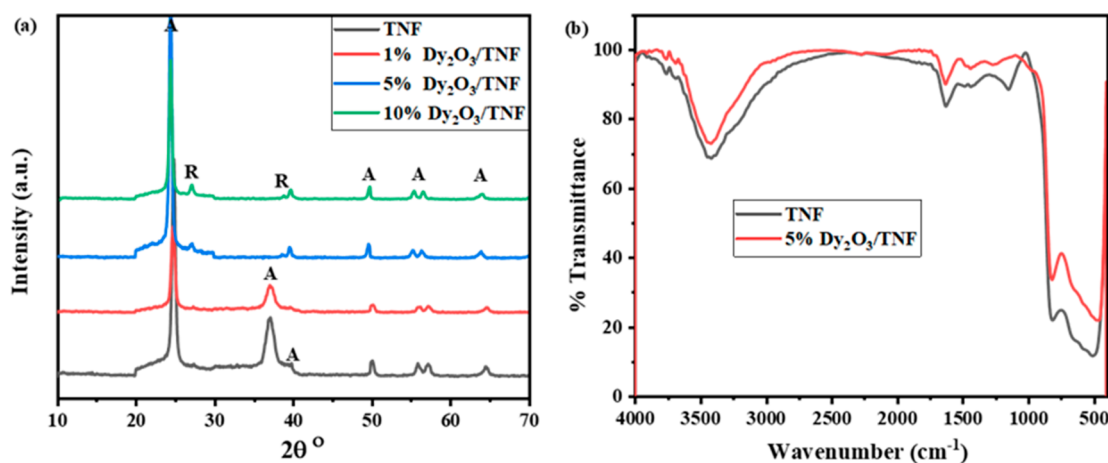 (a)
A
TNF
1% Dy₂O₃/TNF
5% Dy₂O₃/TNF
10% Dy₂O₃/TNF
R
R
A
A
A
A
A
Intensity (a.u.)
10 20 30 40 50 60 70
2θ °
(b)
100
80
60
40
20
0
TNF
5% Dy₂O₃/TNF
% Transmittance
4000 3500 3000 2500 2000 1500 1000 500
Wavenumber (cm⁻¹)